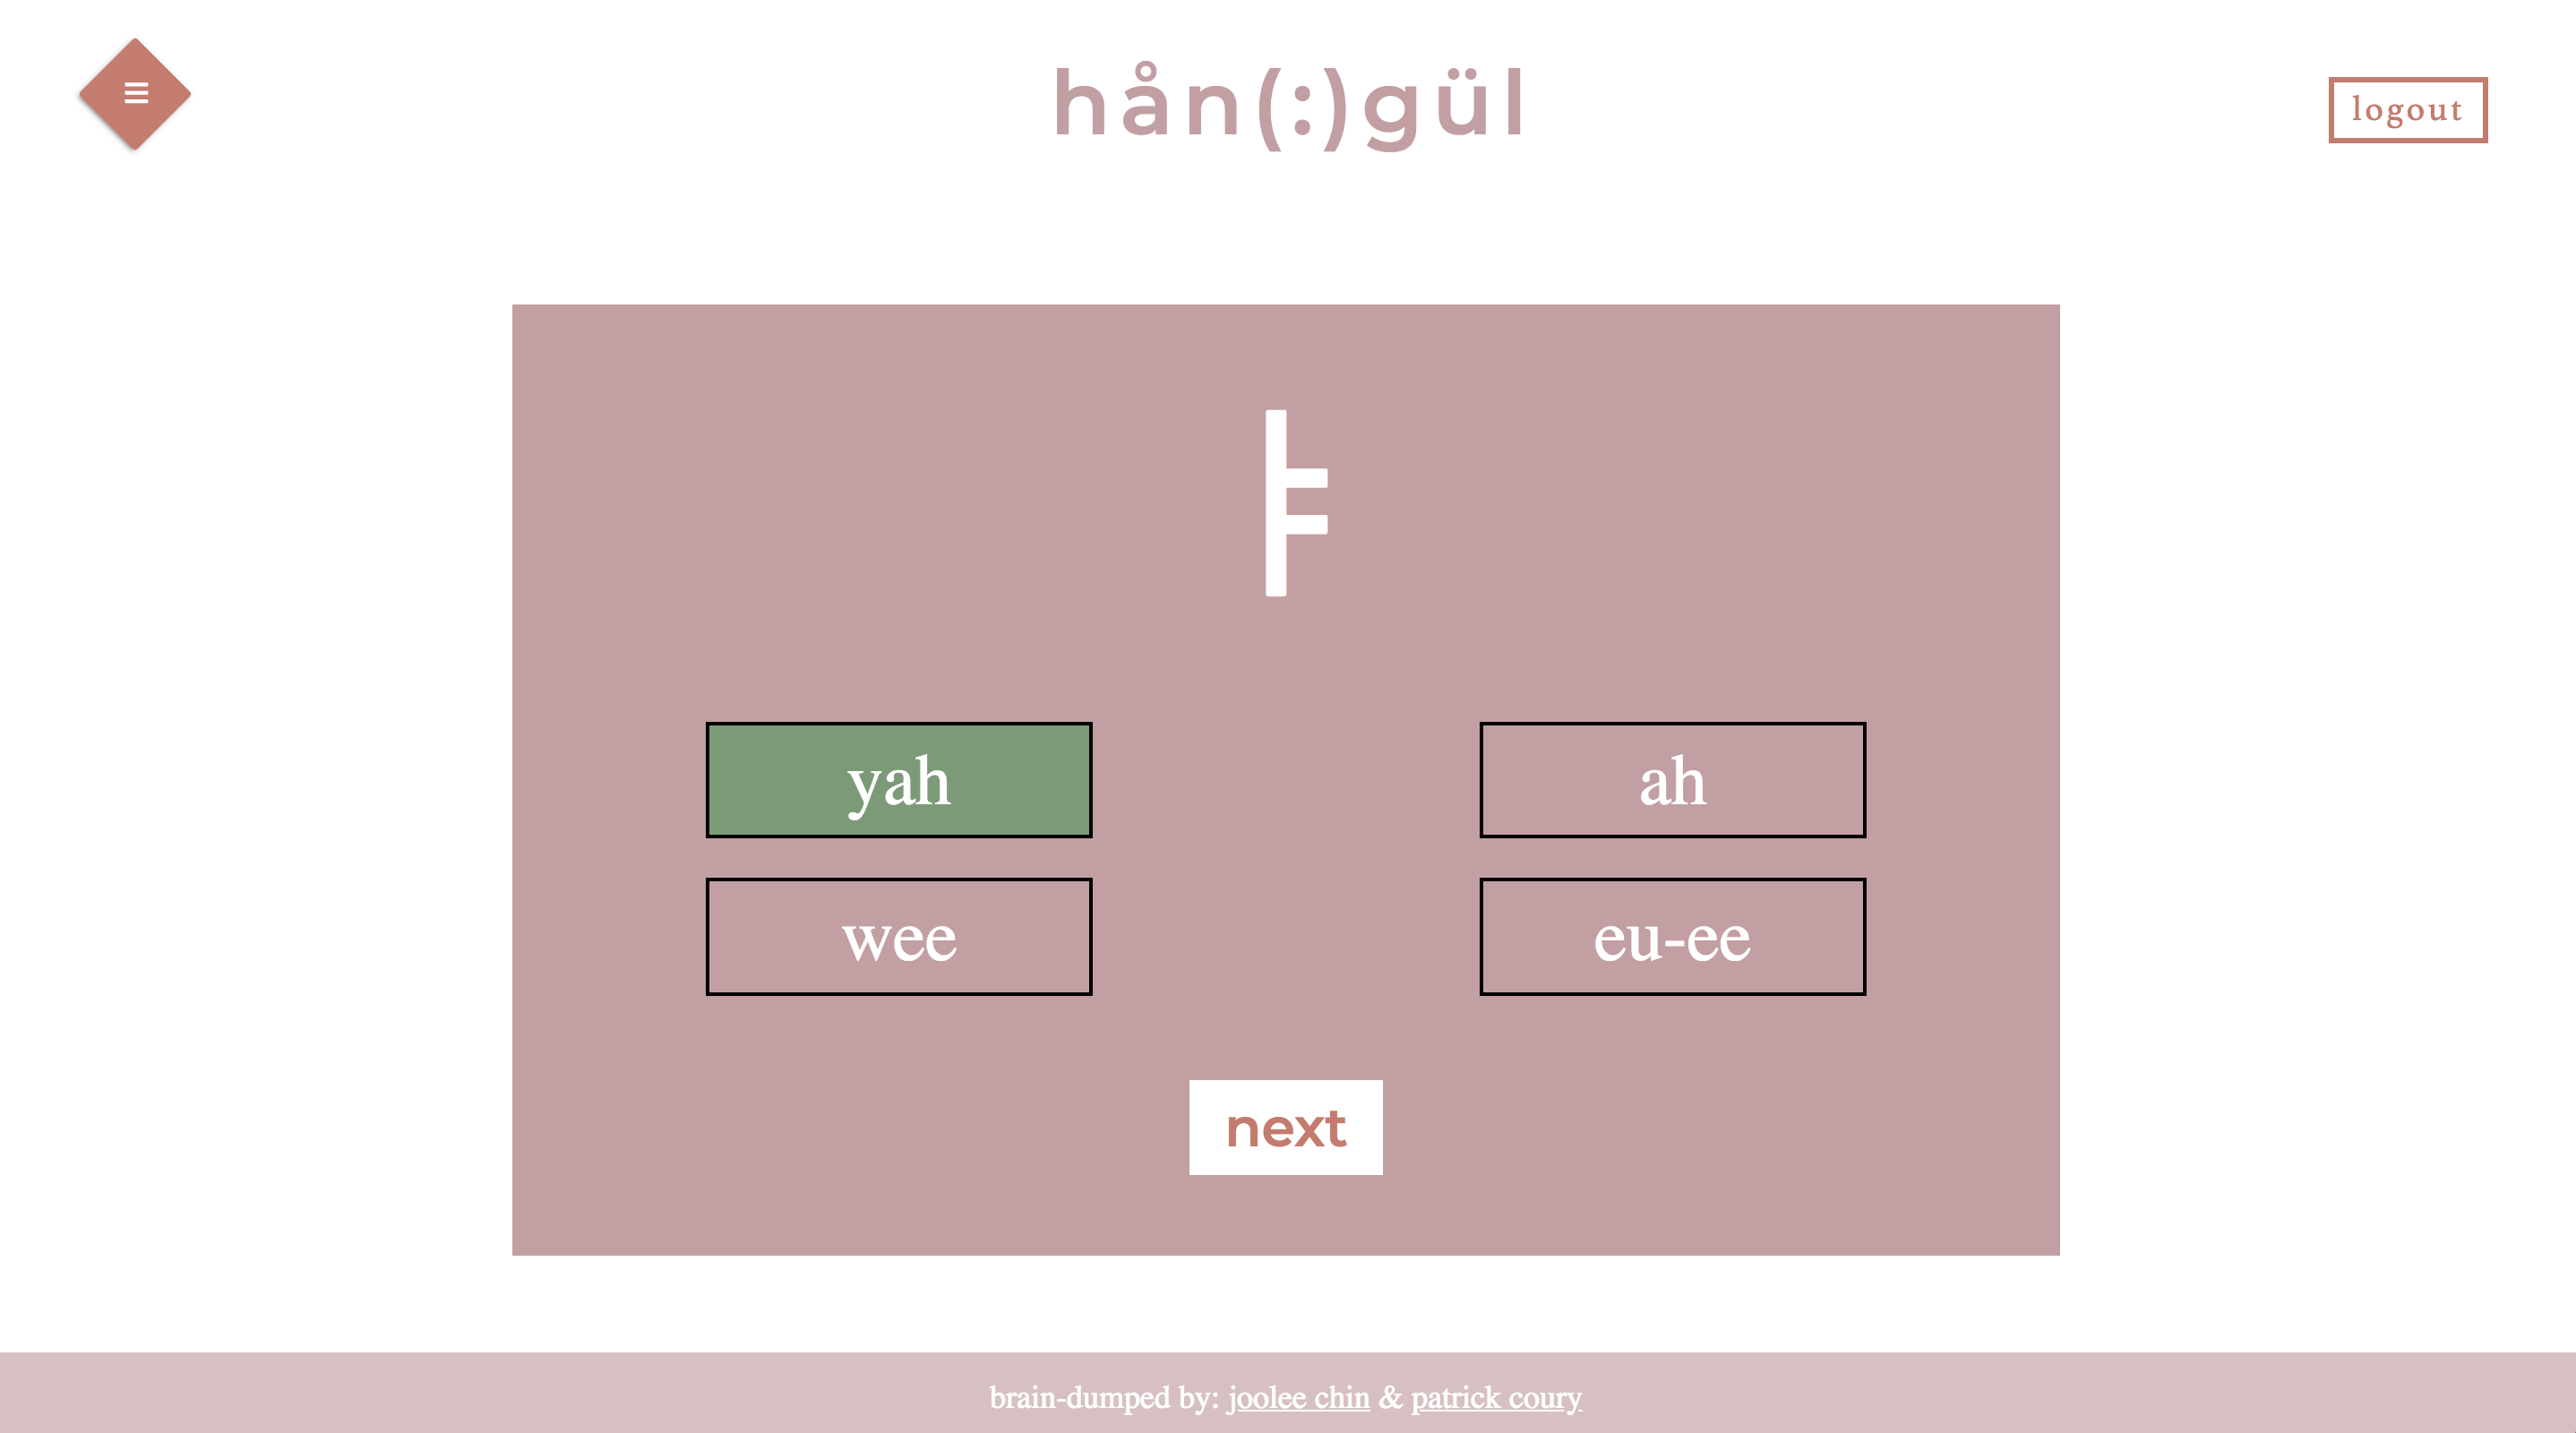 hån(:)gül
logout
ㅑ
yah
ah
wee
eu-ee
next
brain-dumped by: joolee chin & patrick coury